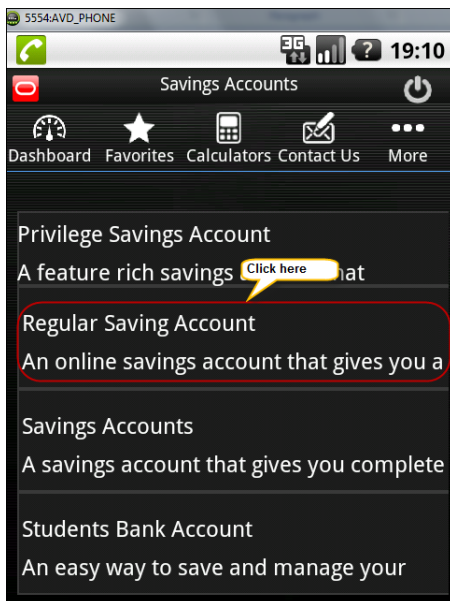 5554:AVD_PHONE
3G ? 19:10
Savings Accounts
Dashboard Favorites Calculators Contact Us More
Privilege Savings Account
A feature rich savings hat
Click here
Regular Saving Account
An online savings account that gives you a
Savings Accounts
A savings account that gives you complete
Students Bank Account
An easy way to save and manage your